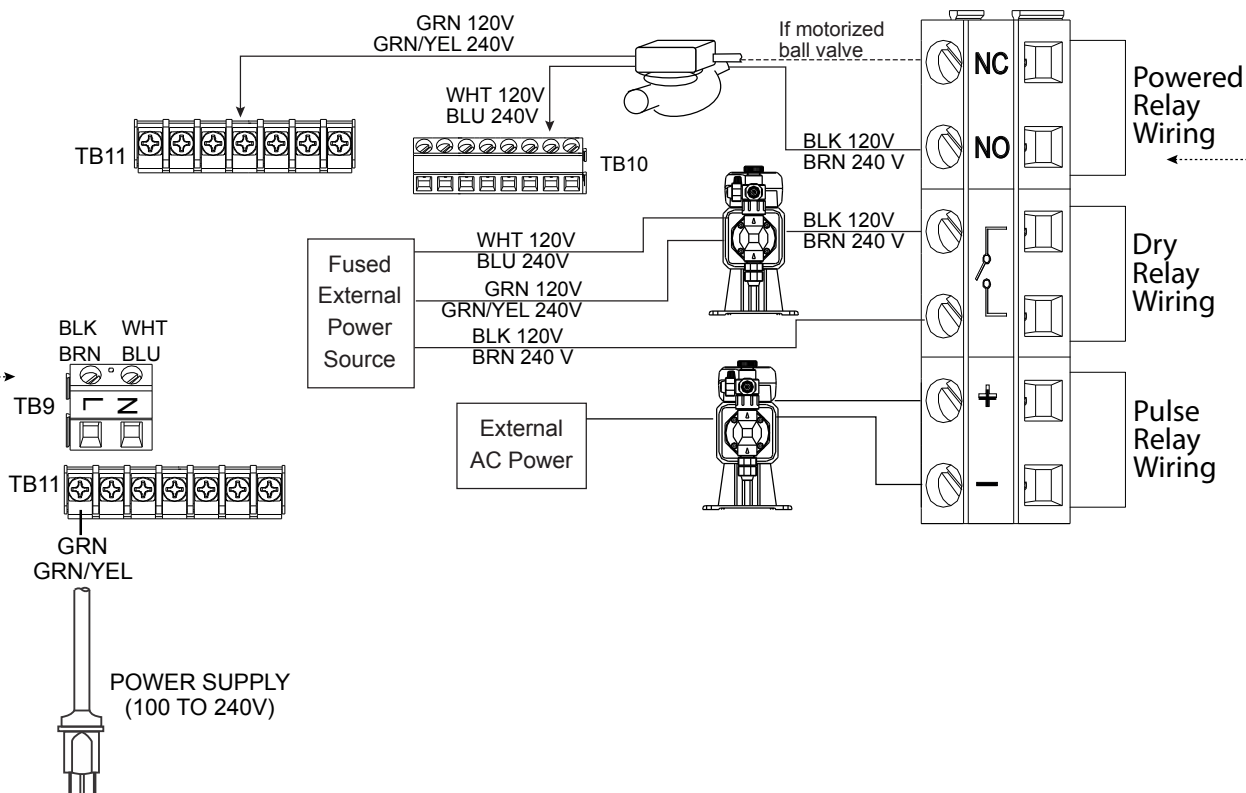 GRN 120V
GRN/YEL 240V
If motorized
ball valve
WHT 120V
BLU 240V
TB11
TB10
BLK 120V
BRN 240 V
NC
NO
Powered
Relay
Wiring
WHT 120V
BLU 240V
GRN 120V
GRN/YEL 240V
BLK 120V
BRN 240 V
Fused
External
Power
Source
BLK 120V
BRN 240 V
Dry
Relay
Wiring
BLK WHT
BRN BLU
TB9
L N
External
AC Power
+
–
Pulse
Relay
Wiring
TB11
GRN
GRN/YEL
POWER SUPPLY
(100 TO 240V)